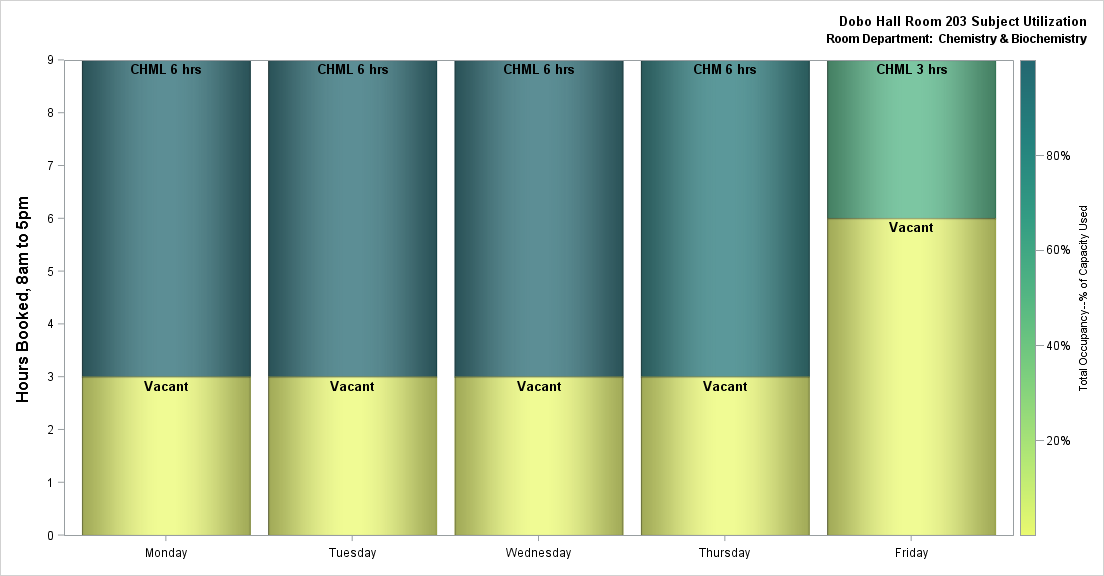 Dobo Hall Room 203 Subject Utilization
Room Department: Chemistry & Biochemistry
Hours Booked, 8am to 5pm
9
8
7
6
5
4
3
2
1
0
CHML 6 hrs
CHML 6 hrs
CHML 6 hrs
CHM 6 hrs
CHML 3 hrs
Vacant
Vacant
Vacant
Vacant
Vacant
Monday
Tuesday
Wednesday
Thursday
Friday
80%
60%
40%
20%
Total Occupancy--% of Capacity Used